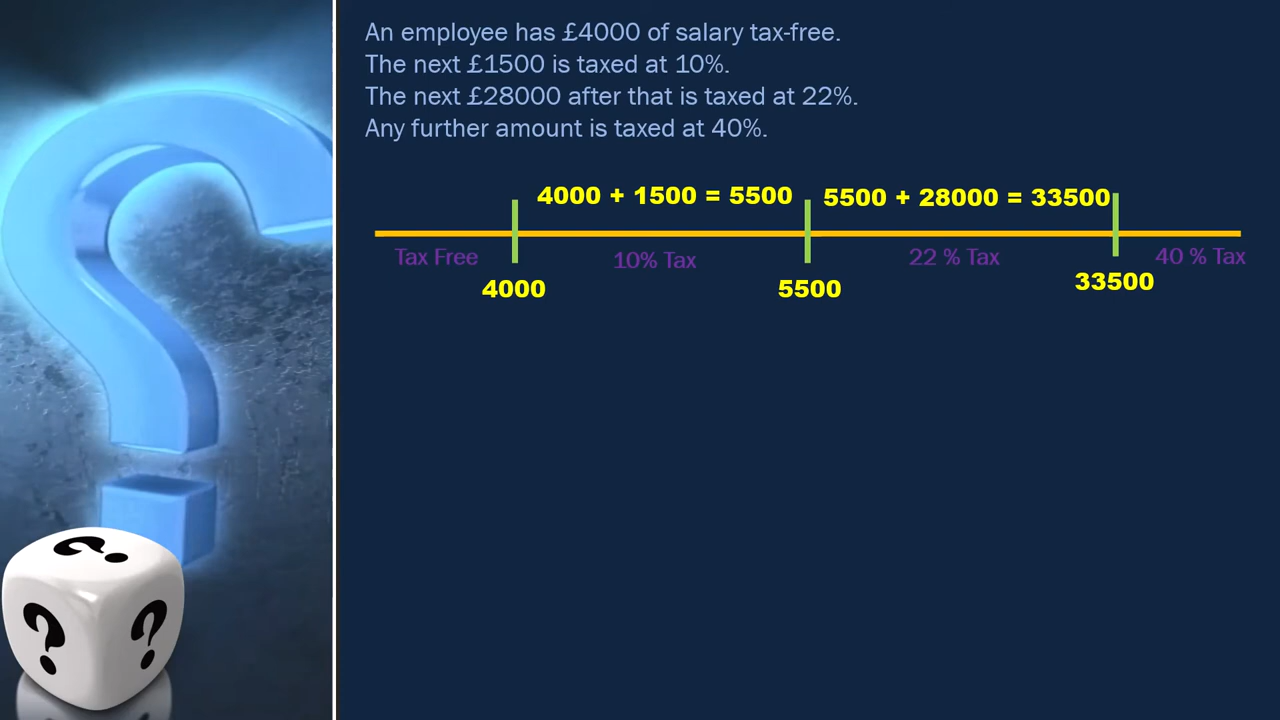 An employee has £4000 of salary tax-free.
The next £1500 is taxed at 10%.
The next £28000 after that is taxed at 22%.
Any further amount is taxed at 40%.
4000 + 1500 = 5500
5500 + 28000 = 33500
Tax Free
10% Tax
22 % Tax
40 % Tax
4000
5500
33500
?
?
?
?